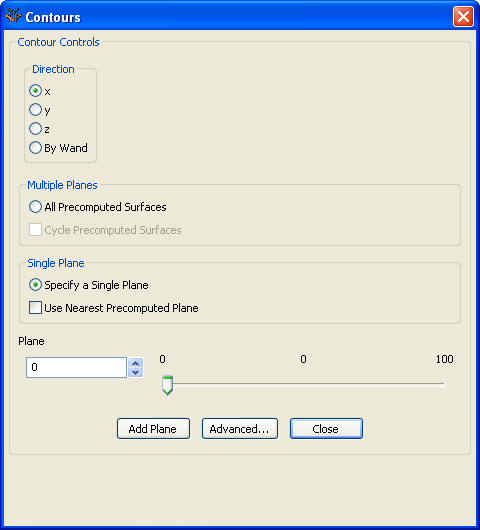 Contours
Contour Controls
Direction
x
y
z
By Wand
Multiple Planes
All Precomputed Surfaces
Cycle Precomputed Surfaces
Single Plane
Specify a Single Plane
Use Nearest Precomputed Plane
Plane
0
0 0 100
Add Plane Advanced... Close